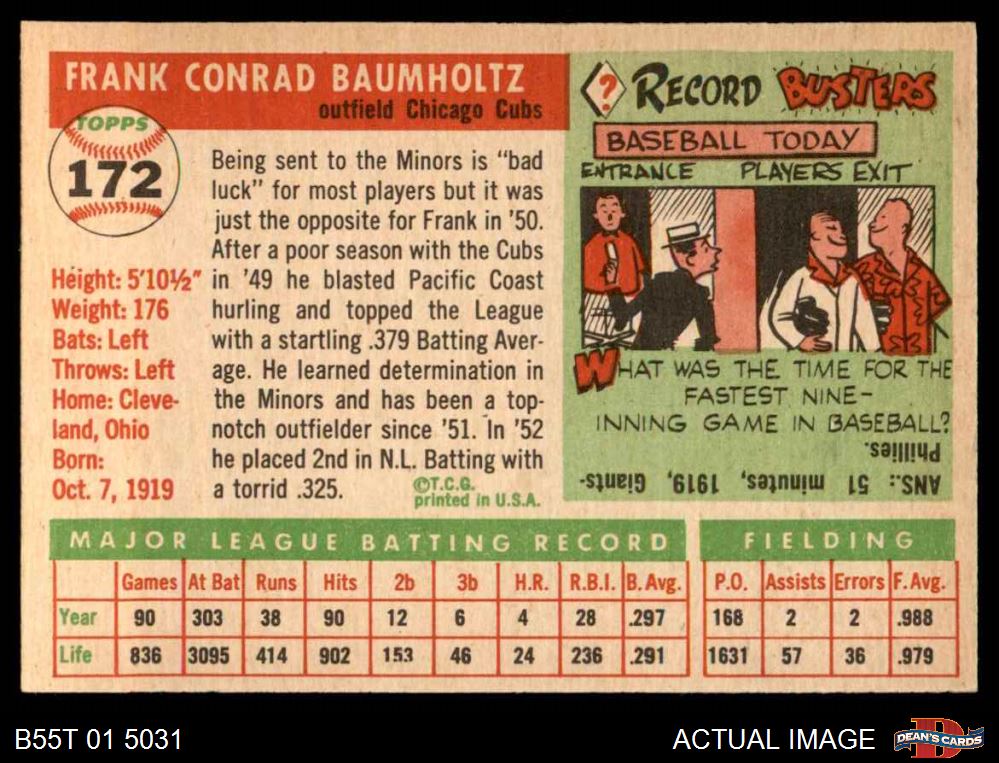 FRANK CONRAD BAUMHOLTZ
outfield Chicago Cubs
TOPPS
172
Height: 5'10½"
Weight: 176
Bats: Left
Throws: Left
Home: Cleve-
land, Ohio
Born:
Oct. 7, 1919
Being sent to the Minors is "bad
luck" for most players but it was
just the opposite for Frank in '50.
After a poor season with the Cubs
in '49 he blasted Pacific Coast
hurling and topped the League
with a startling .379 Batting Aver-
age. He learned determination in
the Minors and has been a top-
notch outfielder since '51. In '52
he placed 2nd in N.L. Batting with
a torrid .325.
©T.C.G.
printed in U.S.A.
? RECORD BUSTERS
BASEBALL TODAY
ENTRANCE PLAYERS EXIT
WHAT WAS THE TIME FOR THE
FASTEST NINE-
INNING GAME IN BASEBALL?
ANS.: 51 minutes, 1919, Giants-
Phillies.
MAJOR LEAGUE BATTING RECORD
Games At Bat Runs Hits 2b 3b H.R. R.B.I. B. Avg.
Year 90 303 38 90 12 6 4 28 .297
Life 836 3095 414 902 153 46 24 236 .291
FIELDING
P.O. Assists Errors F. Avg.
168 2 2 .988
1631 57 36 .979
B55T 01 5031
ACTUAL IMAGE
D
DEAN'S CARDS